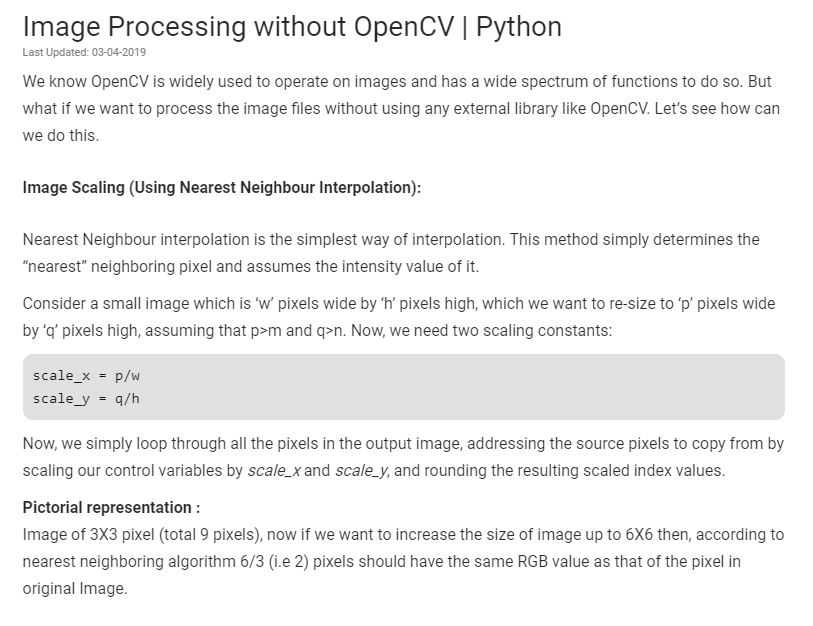 Image Processing without OpenCV | Python
Last Updated: 03-04-2019
We know OpenCV is widely used to operate on images and has a wide spectrum of functions to do so. But
what if we want to process the image files without using any external library like OpenCV. Let’s see how can
we do this.
Image Scaling (Using Nearest Neighbour Interpolation):
Nearest Neighbour interpolation is the simplest way of interpolation. This method simply determines the
“nearest” neighboring pixel and assumes the intensity value of it.
Consider a small image which is ‘w’ pixels wide by ‘h’ pixels high, which we want to re-size to ‘p’ pixels wide
by ‘q’ pixels high, assuming that p>m and q>n. Now, we need two scaling constants:
scale_x = p/w
scale_y = q/h
Now, we simply loop through all the pixels in the output image, addressing the source pixels to copy from by
scaling our control variables by scale_x and scale_y, and rounding the resulting scaled index values.
Pictorial representation :
Image of 3X3 pixel (total 9 pixels), now if we want to increase the size of image up to 6X6 then, according to
nearest neighboring algorithm 6/3 (i.e 2) pixels should have the same RGB value as that of the pixel in
original Image.